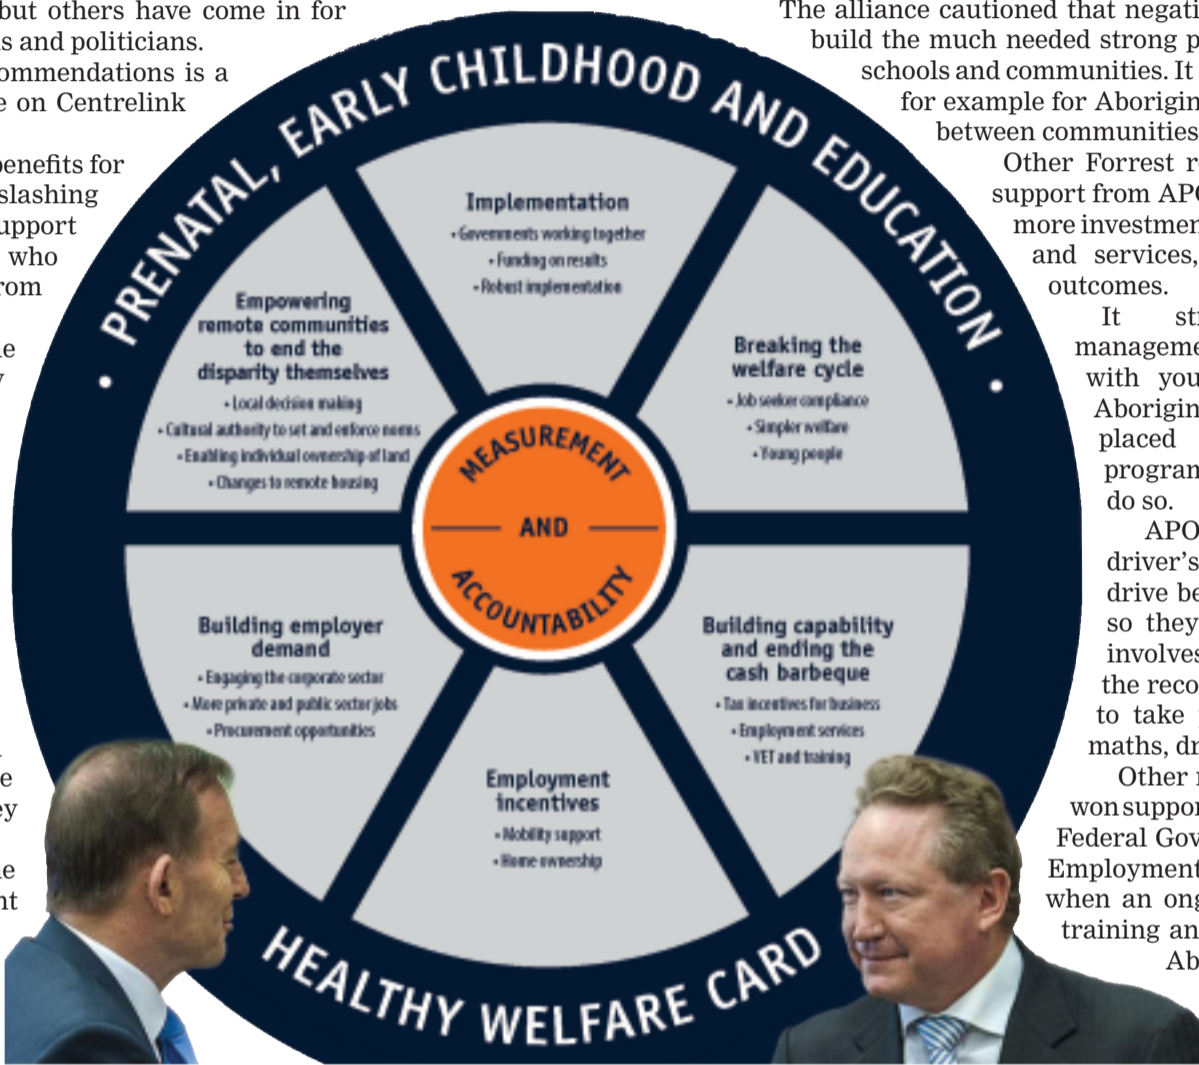 but others have come in for
s and politicians.
ommendations is a
e on Centrelink
benefits for
slashing
upport
who
rom
e
y
e
ey
e
nt
PRENATAL, EARLY CHILDHOOD AND EDUCATION
Implementation
• Governments working together
• Funding on results
• Robust implementation
Empowering
remote communities
to end the
disparity themselves
• Local decision making
• Cultural authority to set and enforce norms
• Enabling individual ownership of land
• Changes to remote housing
Breaking the
welfare cycle
• Job seeker compliance
• Simpler welfare
• Young people
MEASUREMENT
AND
ACCOUNTABILITY
Building employer
demand
• Engaging the corporate sector
• More private and public sector jobs
• Procurement opportunities
Building capability
and ending the
cash barbeque
• Tax incentives for business
• Employment services
• VET and training
Employment
incentives
• Mobility support
• Home ownership
HEALTHY WELFARE CARD
The alliance cautioned that negati
build the much needed strong p
schools and communities. It
for example for Aborigin
between communities
Other Forrest re
support from APO
more investmen
and services,
outcomes.
It str
manageme
with you
Aborigin
placed
program
do so.
APO
driver's
drive be
so they
involves
the reco
to take
maths, dr
Other r
won suppor
Federal Gov
Employment
when an ong
training an
Ab